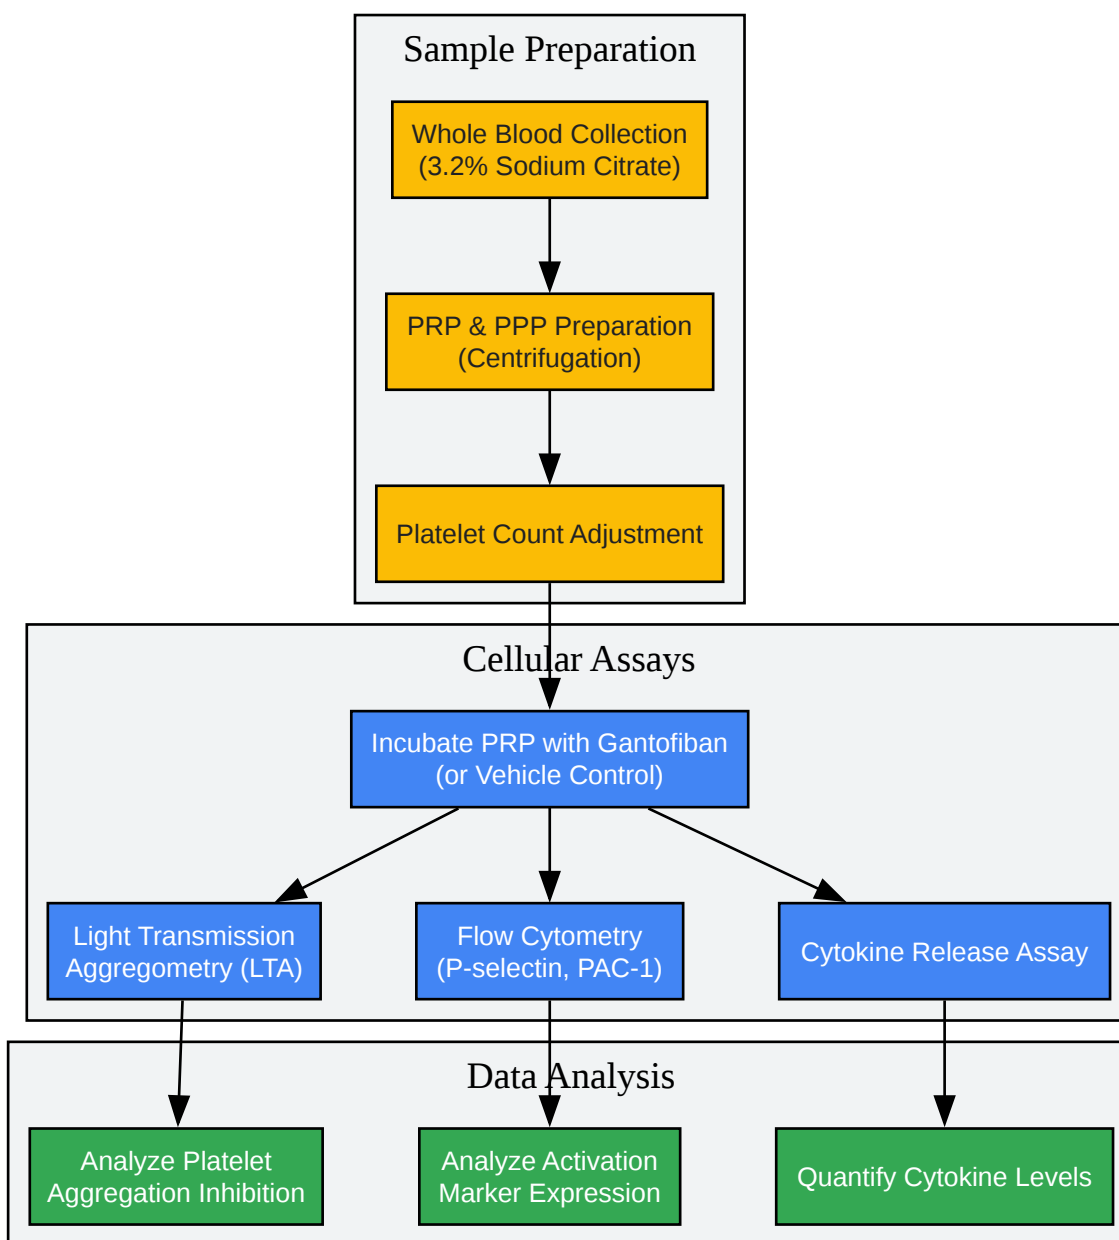 Sample Preparation
Whole Blood Collection
(3.2% Sodium Citrate)
PRP & PPP Preparation
(Centrifugation)
Platelet Count Adjustment
Cellular Assays
Incubate PRP with Gantofiban
(or Vehicle Control)
Light Transmission
Aggregometry (LTA)
Flow Cytometry
(P-selectin, PAC-1)
Cytokine Release Assay
Data Analysis
Analyze Platelet
Aggregation Inhibition
Analyze Activation
Marker Expression
Quantify Cytokine Levels